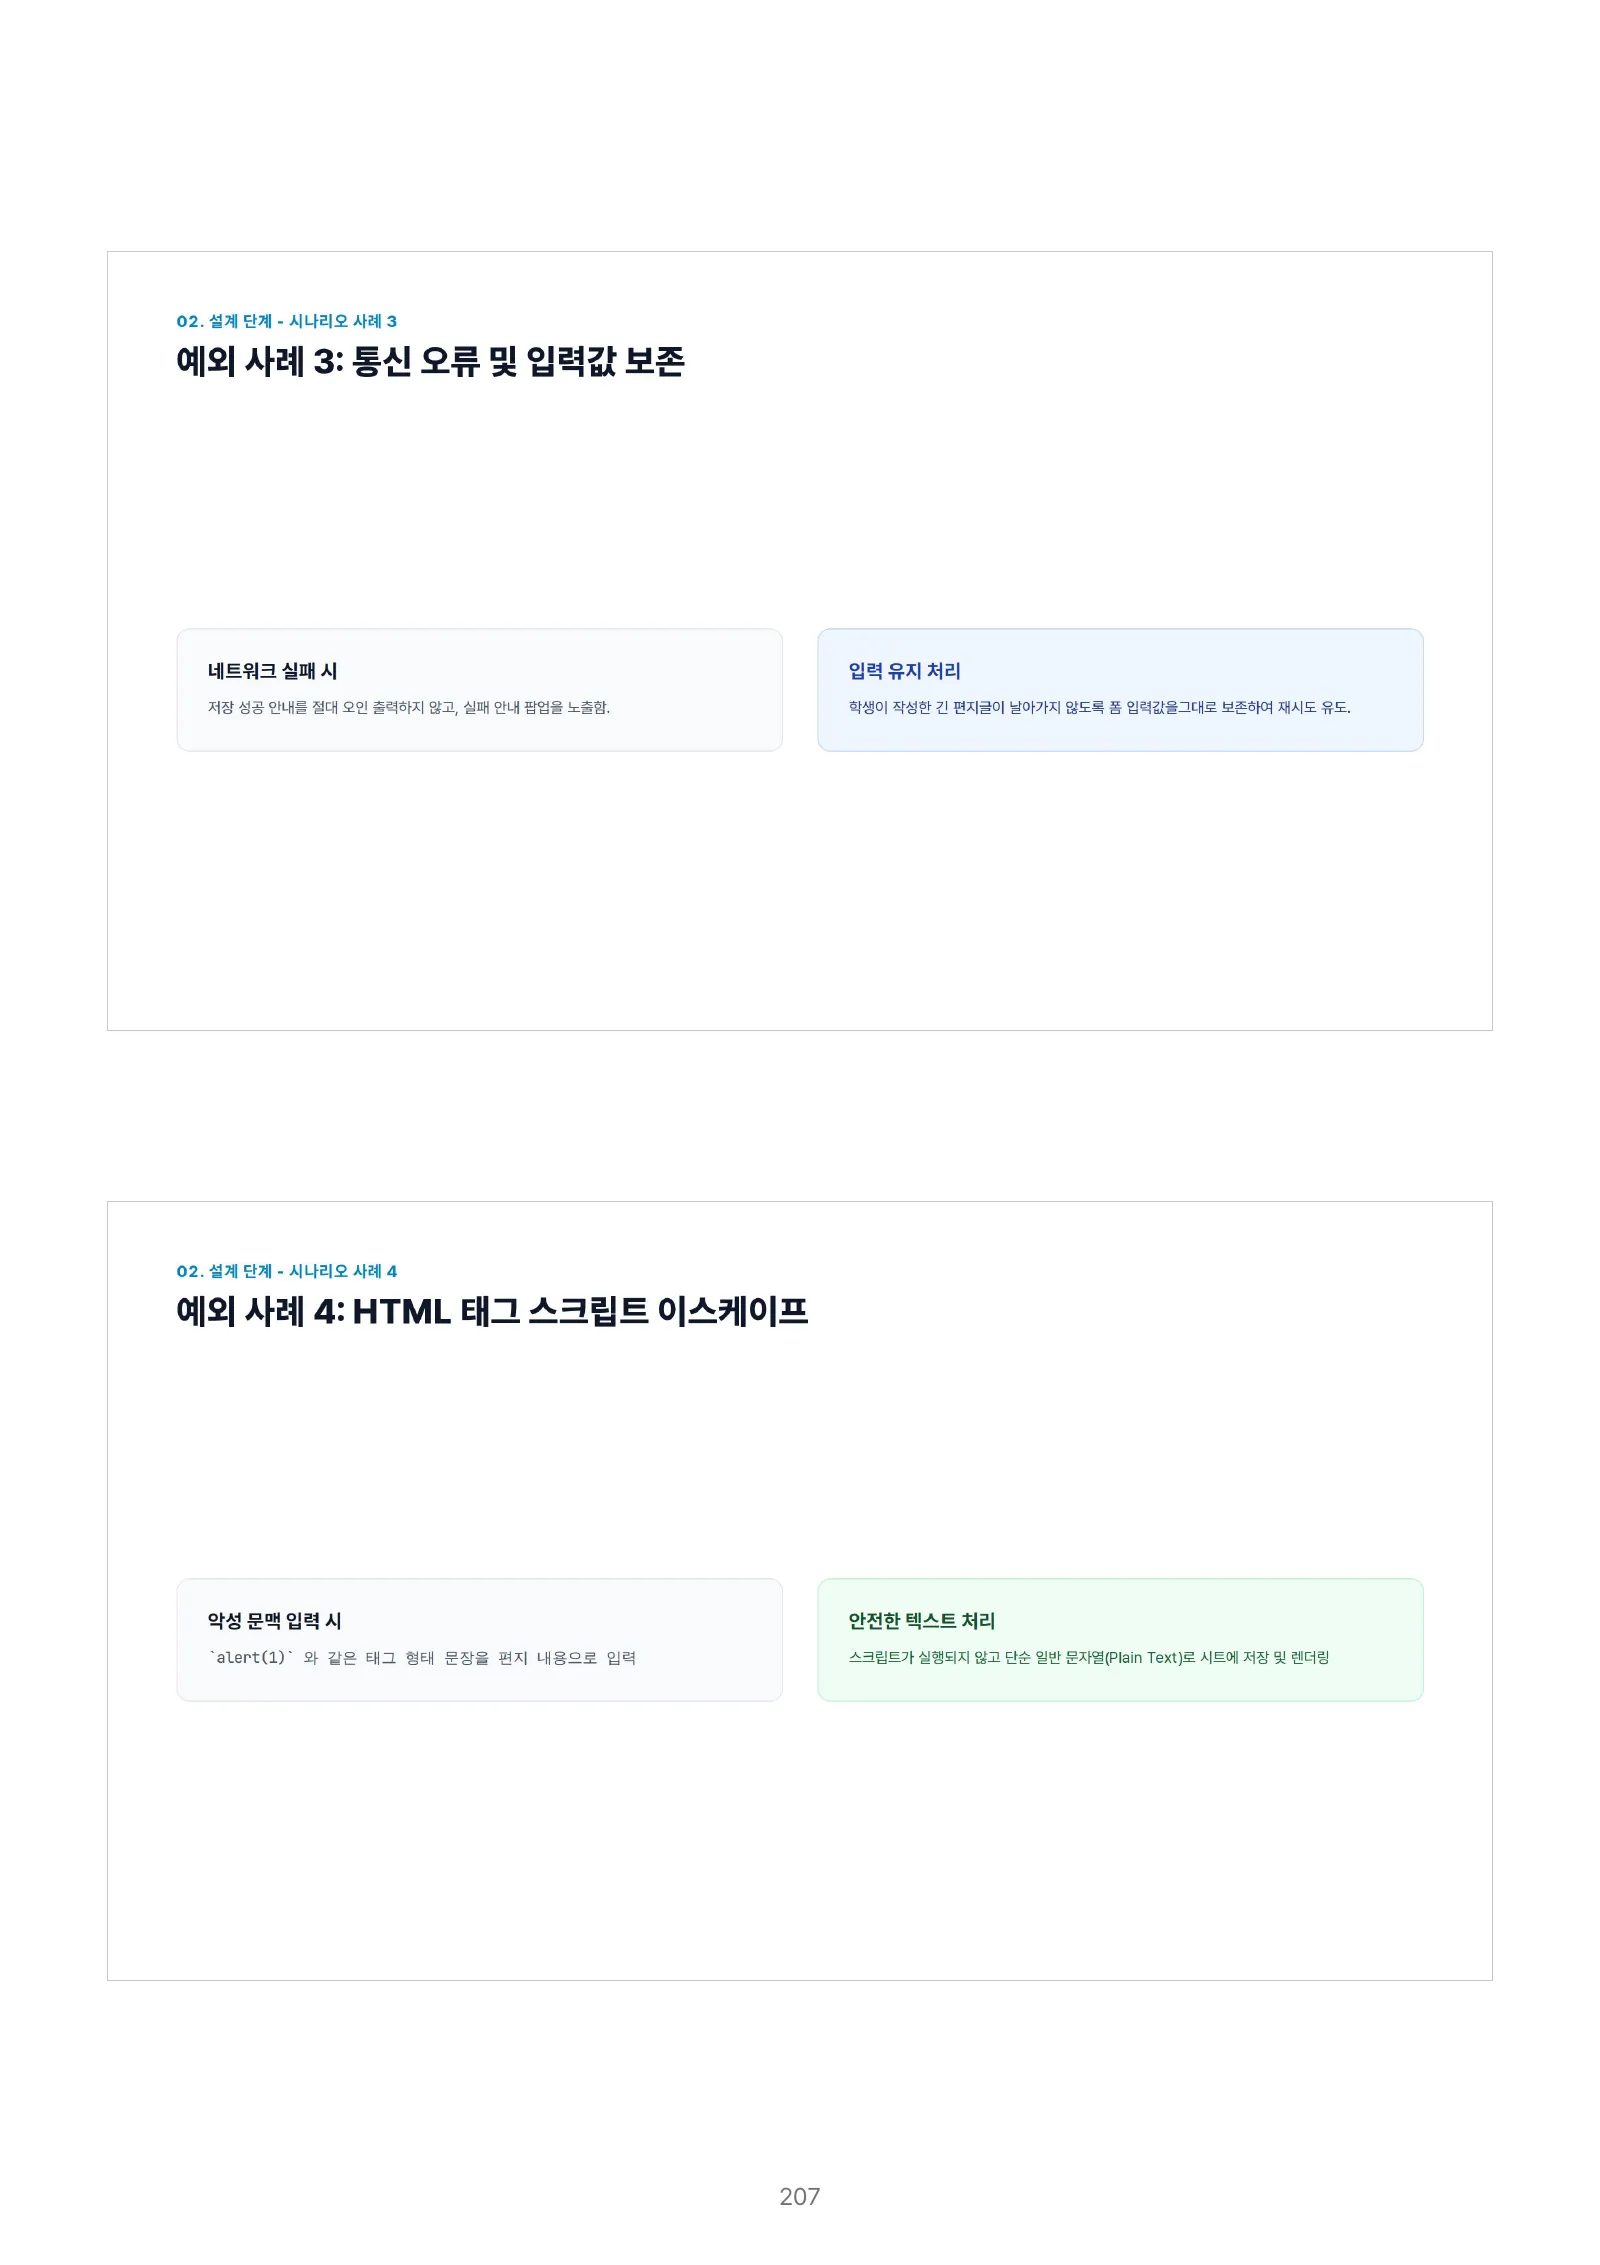 02. 설계 단계 - 시나리오 사례 3
예외 사례 3: 통신 오류 및 입력값 보존
네트워크 실패 시
저장 성공 안내를 절대 오인 출력하지 않고, 실패 안내 팝업을 노출함.
입력 유지 처리
학생이 작성한 긴 편지글이 날아가지 않도록 폼 입력값을그대로 보존하여 재시도 유도.
02. 설계 단계 - 시나리오 사례 4
예외 사례 4: HTML 태그 스크립트 이스케이프
악성 문맥 입력 시
`alert(1)` 와 같은 태그 형태 문장을 편지 내용으로 입력
안전한 텍스트 처리
스크립트가 실행되지 않고 단순 일반 문자열(Plain Text)로 시트에 저장 및 렌더링
207